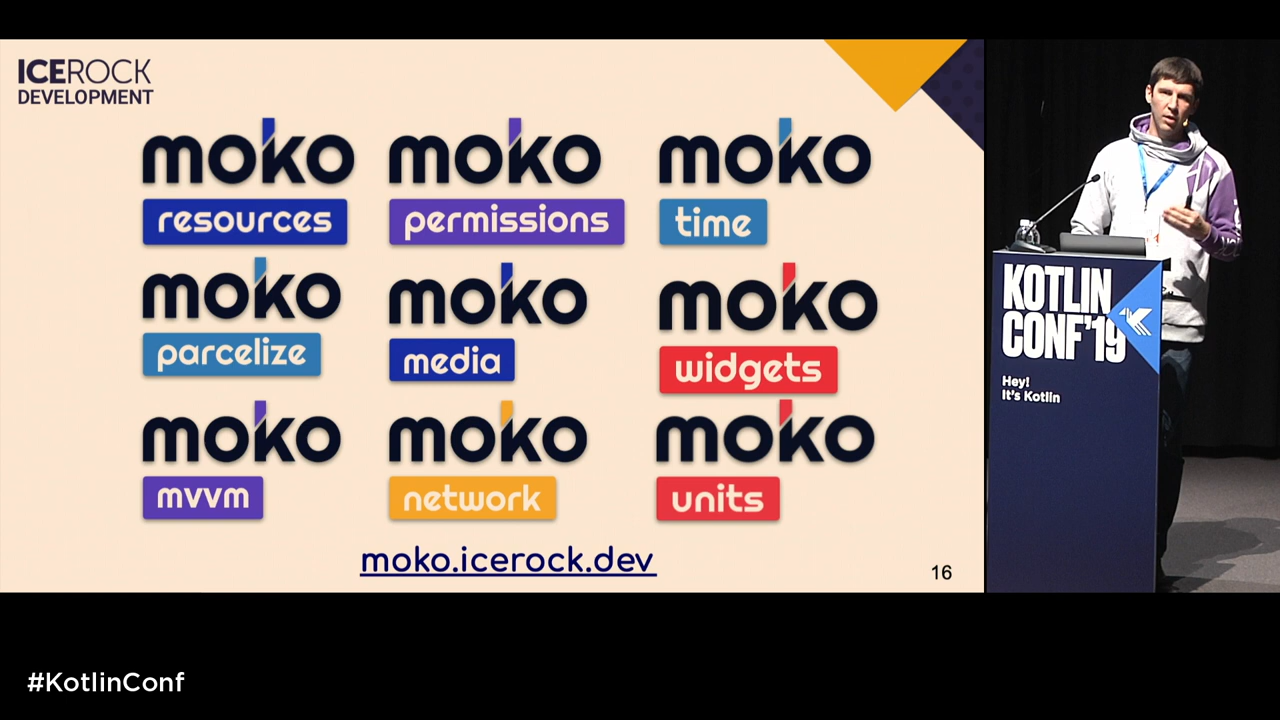 ICEROCK
DEVELOPMENT
moko
resources
moko
permissions
moko
time
moko
parcelize
moko
media
moko
widgets
moko
mvvm
moko
network
moko
units
moko.icerock.dev
16
KOTLIN
CONF'19
Hey!
It's Kotlin
#KotlinConf